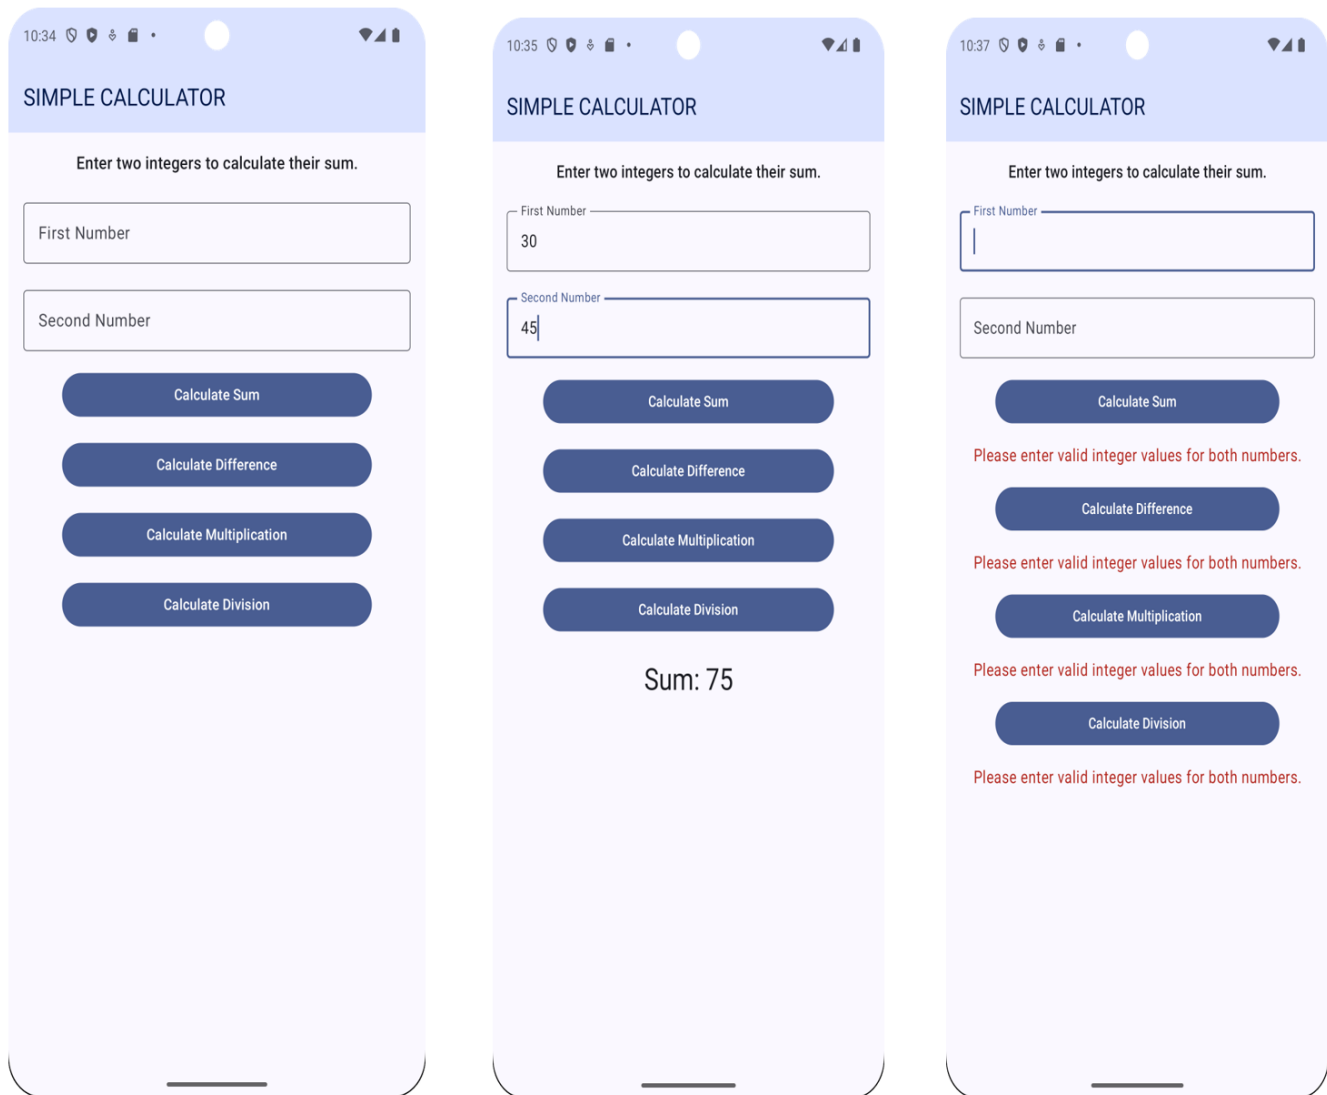 10:34
SIMPLE CALCULATOR
Enter two integers to calculate their sum.
First Number
Second Number
Calculate Sum
Calculate Difference
Calculate Multiplication
Calculate Division
10:35
SIMPLE CALCULATOR
Enter two integers to calculate their sum.
First Number
30
Second Number
45
Calculate Sum
Calculate Difference
Calculate Multiplication
Calculate Division
Sum: 75
10:37
SIMPLE CALCULATOR
Enter two integers to calculate their sum.
First Number
Second Number
Calculate Sum
Please enter valid integer values for both numbers.
Calculate Difference
Please enter valid integer values for both numbers.
Calculate Multiplication
Please enter valid integer values for both numbers.
Calculate Division
Please enter valid integer values for both numbers.